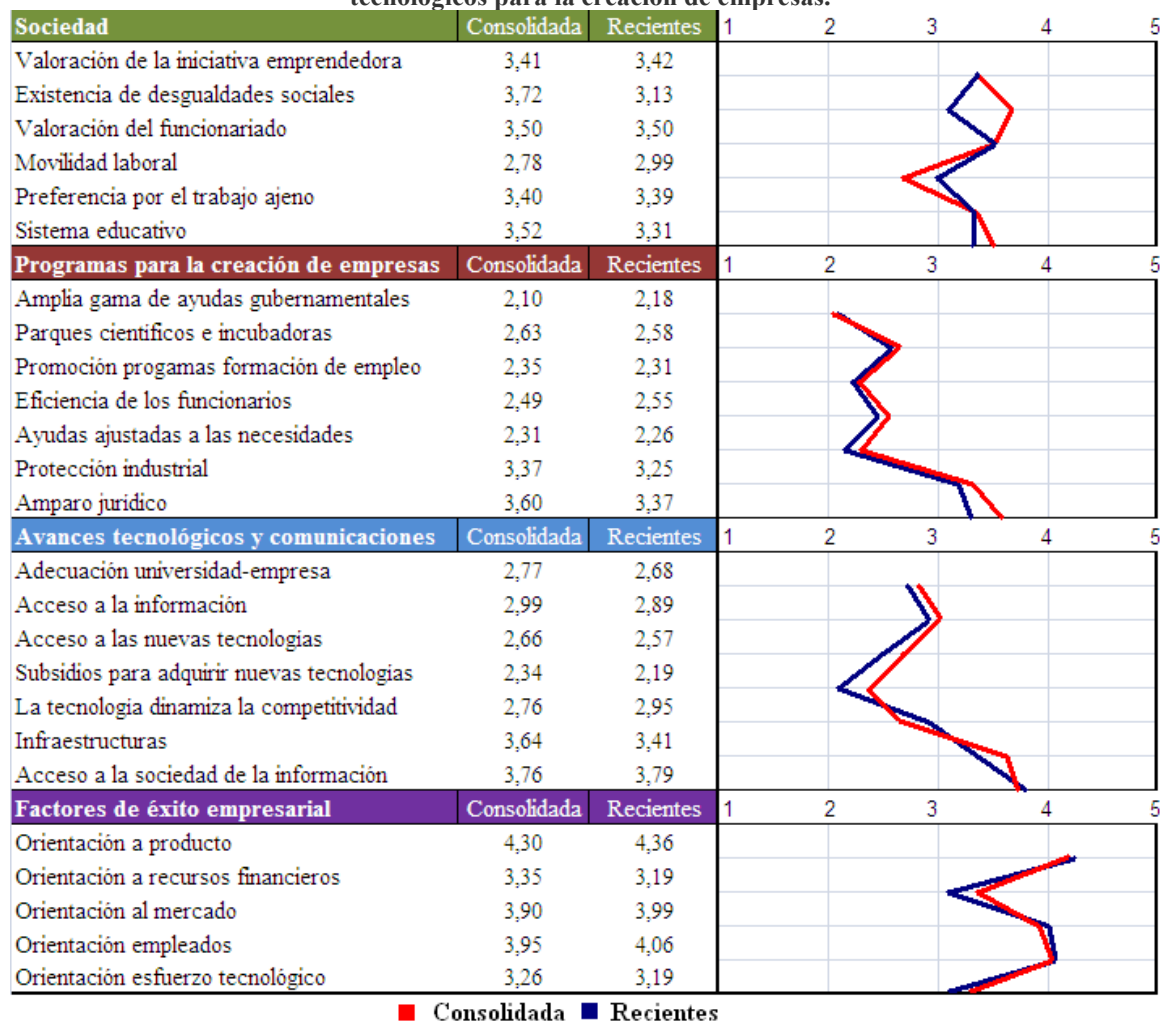 tecnológicos para la creación de empresas.
Sociedad Consolidada Recientes 1 2 3 4 5
Valoración de la iniciativa emprendedora 3,41 3,42
Existencia de desgualdades sociales 3,72 3,13
Valoración del funcionariado 3,50 3,50
Movilidad laboral 2,78 2,99
Preferencia por el trabajo ajeno 3,40 3,39
Sistema educativo 3,52 3,31
Programas para la creación de empresas Consolidada Recientes 1 2 3 4 5
Amplia gama de ayudas gubernamentales 2,10 2,18
Parques científicos e incubadoras 2,63 2,58
Promoción progamas formación de empleo 2,35 2,31
Eficiencia de los funcionarios 2,49 2,55
Ayudas ajustadas a las necesidades 2,31 2,26
Protección industrial 3,37 3,25
Amparo jurídico 3,60 3,37
Avances tecnológicos y comunicaciones Consolidada Recientes 1 2 3 4 5
Adecuación universidad-empresa 2,77 2,68
Acceso a la información 2,99 2,89
Acceso a las nuevas tecnologías 2,66 2,57
Subsidios para adquirir nuevas tecnologías 2,34 2,19
La tecnología dinamiza la competitividad 2,76 2,95
Infraestructuras 3,64 3,41
Acceso a la sociedad de la información 3,76 3,79
Factores de éxito empresarial Consolidada Recientes 1 2 3 4 5
Orientación a producto 4,30 4,36
Orientación a recursos financieros 3,35 3,19
Orientación al mercado 3,90 3,99
Orientación empleados 3,95 4,06
Orientación esfuerzo tecnológico 3,26 3,19
Consolidada Recientes